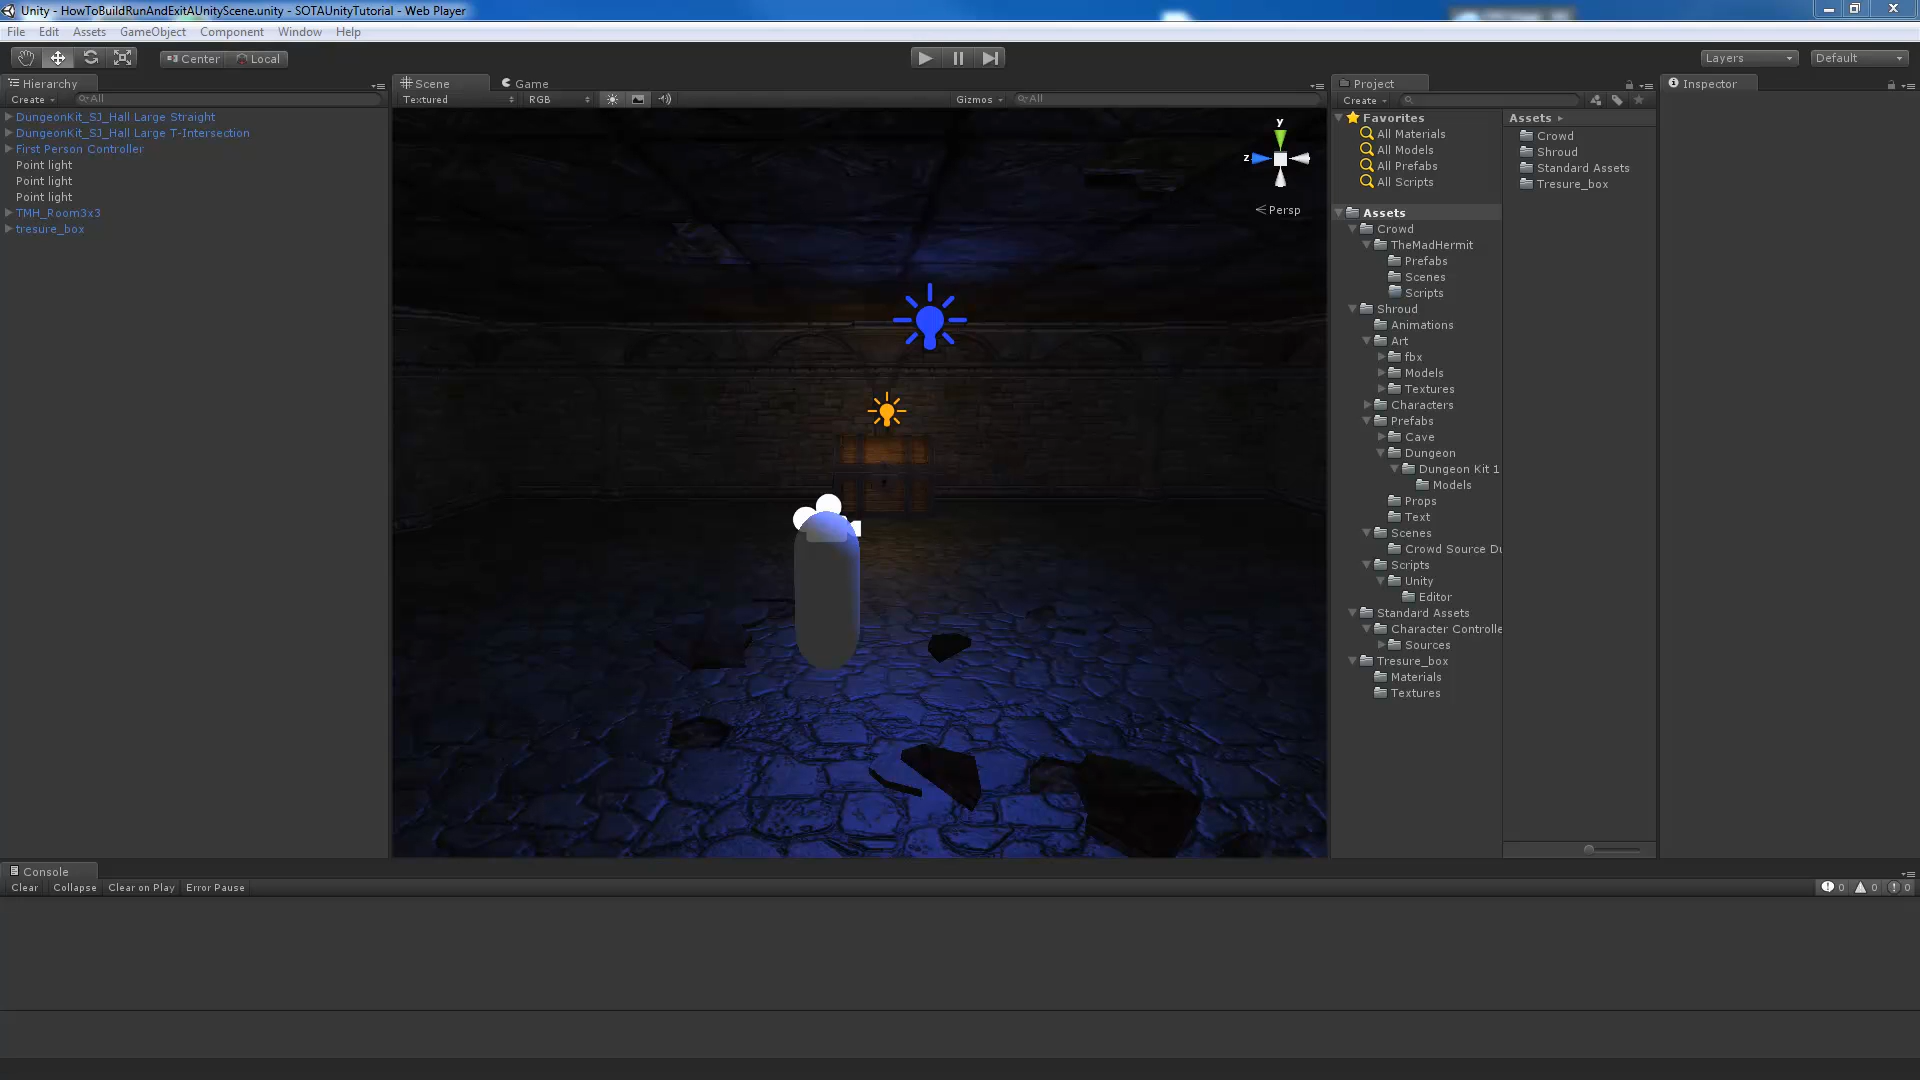 Unity - HowToBuildRunAndExitAUnityScene.unity - SOTAUnityTutorial - Web Player
File Edit Assets GameObject Component Window Help
Center Local
Layers Default
Hierarchy
Create All
DungeonKit_SJ_Hall Large Straight
DungeonKit_SJ_Hall Large T-Intersection
First Person Controller
Point light
Point light
Point light
TMH_Room3x3
tresure_box
Scene Game
Textured RGB Gizmos All
y
z
Persp
Project
Create
Favorites
All Materials
All Models
All Prefabs
All Scripts
Assets
Crowd
TheMadHermit
Prefabs
Scenes
Scripts
Shroud
Animations
Art
fbx
Models
Textures
Characters
Prefabs
Cave
Dungeon
Dungeon Kit 1
Models
Props
Text
Scenes
Crowd Source Du
Scripts
Unity
Editor
Standard Assets
Character Controlle
Sources
Tresure_box
Materials
Textures
Assets
Crowd
Shroud
Standard Assets
Tresure_box
Inspector
Console
Clear Collapse Clear on Play Error Pause
0 0 0